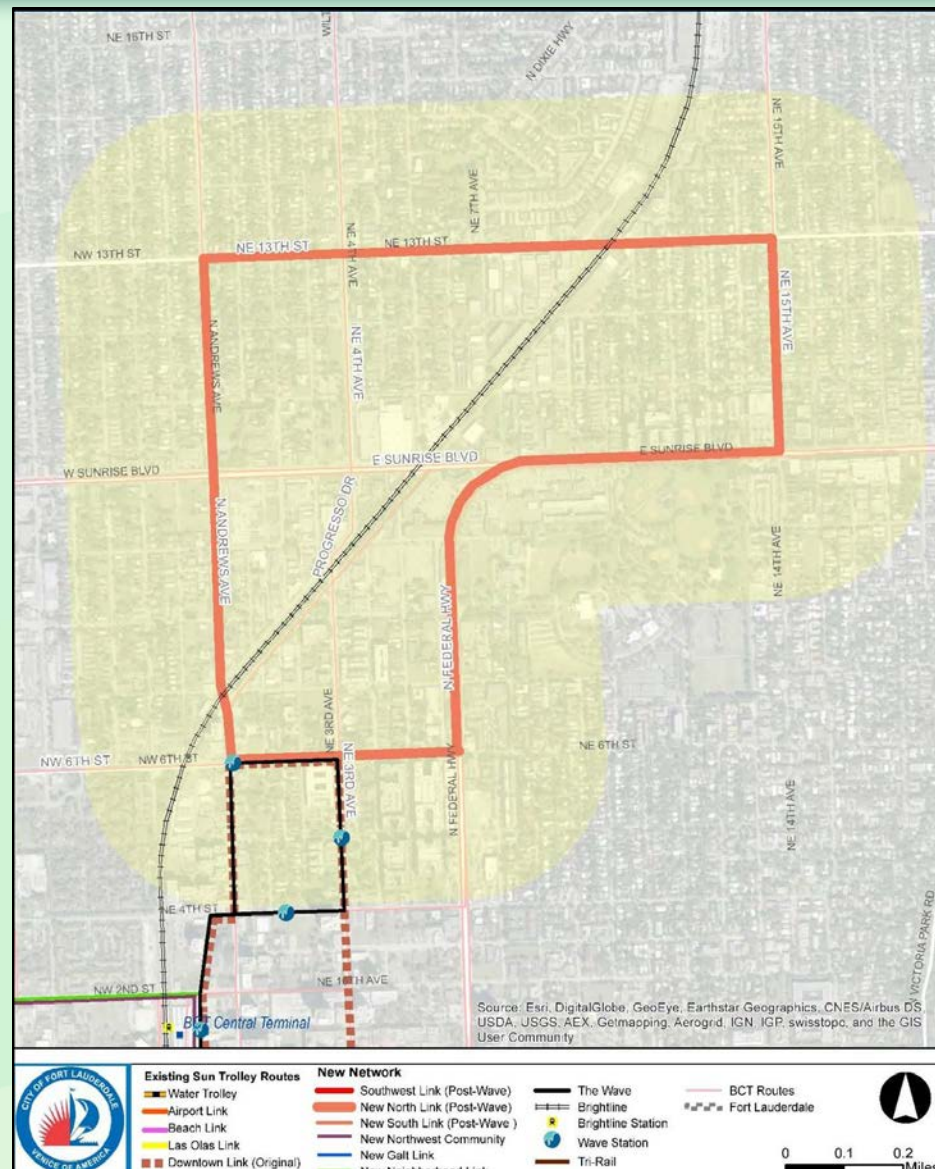 NE 16TH ST
N DIXIE HWY
NE 15TH AVE
NE 7TH AVE
NW 13TH ST
NE 13TH ST
NE 4TH AVE
NE 13TH ST
NE 15TH AVE
N ANDREWS AVE
NE 4TH AVE
W SUNRISE BLVD
E SUNRISE BLVD
E SUNRISE BLVD
PROGRESSO DR
N ANDREWS AVE
NE 14TH AVE
N FEDERAL HWY
NE 3RD AVE
NW 6TH ST
NW 6TH ST
NE 3RD AVE
N FEDERAL HWY
NE 6TH ST
NE 14TH AVE
NE 4TH ST
VICTORIA PARK RD
NW 2ND ST
NE 16TH AVE
Central Terminal
Source: Esri, DigitalGlobe, GeoEye, Earthstar Geographics, CNES/Airbus DS,
USDA, USGS, AEX, Getmapping, Aerogrid, IGN, IGP, swisstopo, and the GIS
User Community
CITY OF FORT LAUDERDALE
VENICE OF AMERICA
Existing Sun Trolley Routes
Water Trolley
Airport Link
Beach Link
Las Olas Link
Downtown Link (Original)
New Network
Southwest Link (Post-Wave)
New North Link (Post-Wave)
New South Link (Post-Wave )
New Northwest Community
New Galt Link
The Wave
Brightline
Brightline Station
Wave Station
Tri-Rail
BCT Routes
Fort Lauderdale
0 0.1 0.2
Miles